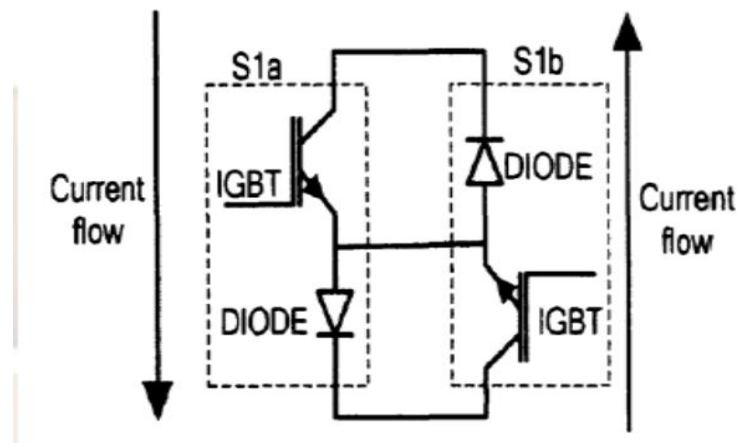 S1a
S1b
IGBT
DIODE
Current
flow
Current
flow
DIODE
IGBT